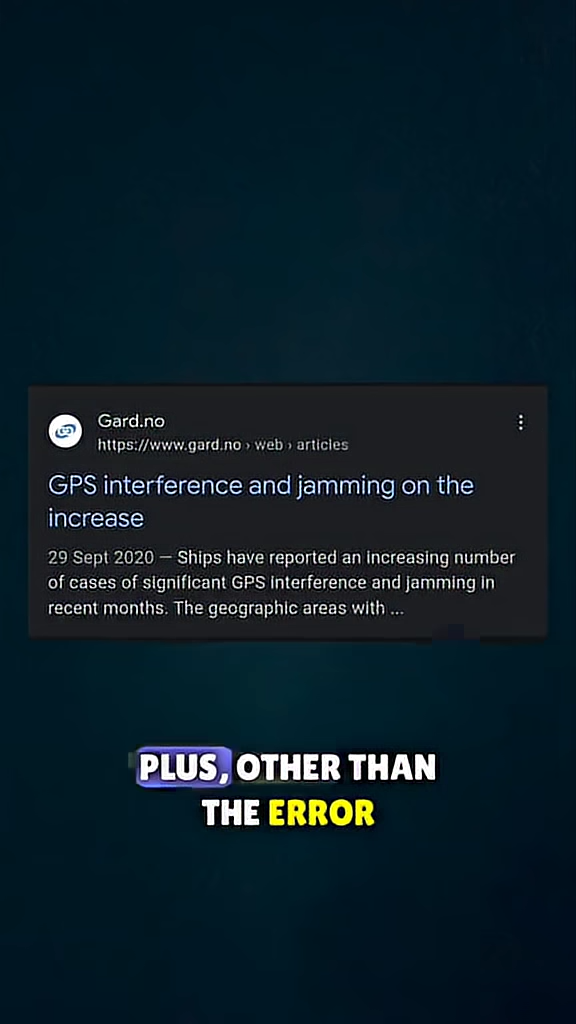 Gard.no
https://www.gard.no › web › articles
GPS interference and jamming on the
increase
29 Sept 2020 — Ships have reported an increasing number
of cases of significant GPS interference and jamming in
recent months. The geographic areas with ...
PLUS, OTHER THAN
THE ERROR